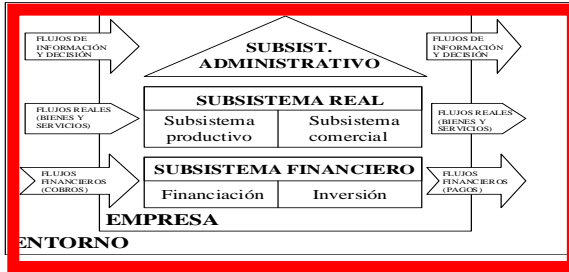 FLUJOS DE
INFORMACIÓN
Y DECISIÓN
SUBSIST.
ADMINISTRATIVO
FLUJOS DE
INFORMACIÓN
Y DECISIÓN
FLUJOS REALES
(BIENES Y
SERVICIOS)
SUBSISTEMA REAL
Subsistema
productivo
Subsistema
comercial
FLUJOS REALES
(BIENES Y
SERVICIOS)
FLUJOS
FINANCIEROS
(COBROS)
SUBSISTEMA FINANCIERO
Financiación
Inversión
FLUJOS
FINANCIEROS
(PAGOS)
EMPRESA
ENTORNO